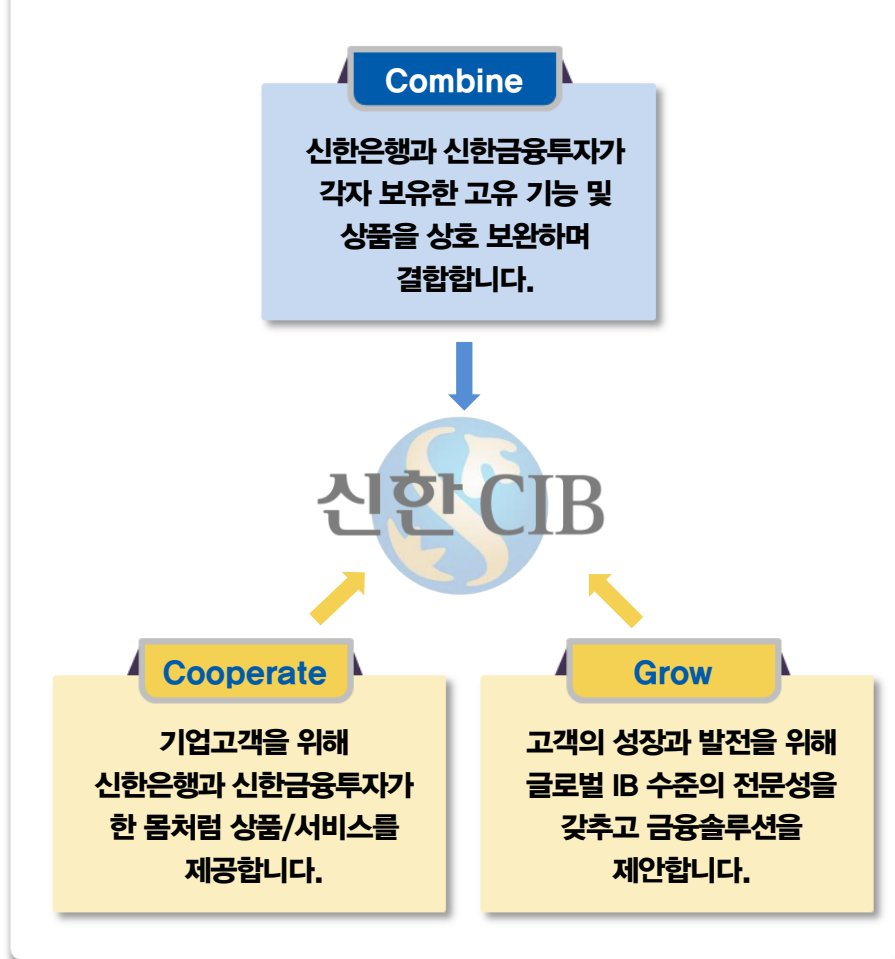 Combine
신한은행과 신한금융투자가
각자 보유한 고유 기능 및
상품을 상호 보완하며
결합합니다.
신한 CIB
Cooperate
기업고객을 위해
신한은행과 신한금융투자가
한 몸처럼 상품/서비스를
제공합니다.
Grow
고객의 성장과 발전을 위해
글로벌 IB 수준의 전문성을
갖추고 금융솔루션을
제안합니다.